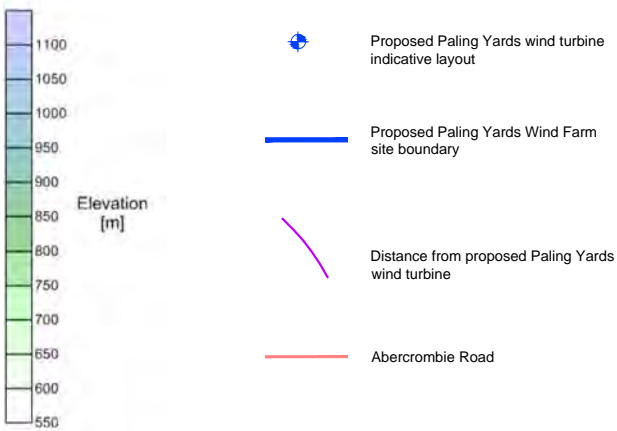 1100
1050
1000
950
900
850
800
750
700
650
600
550
Elevation
[m]
Proposed Paling Yards wind turbine
indicative layout
Proposed Paling Yards Wind Farm
site boundary
Distance from proposed Paling Yards
wind turbine
Abercrombie Road